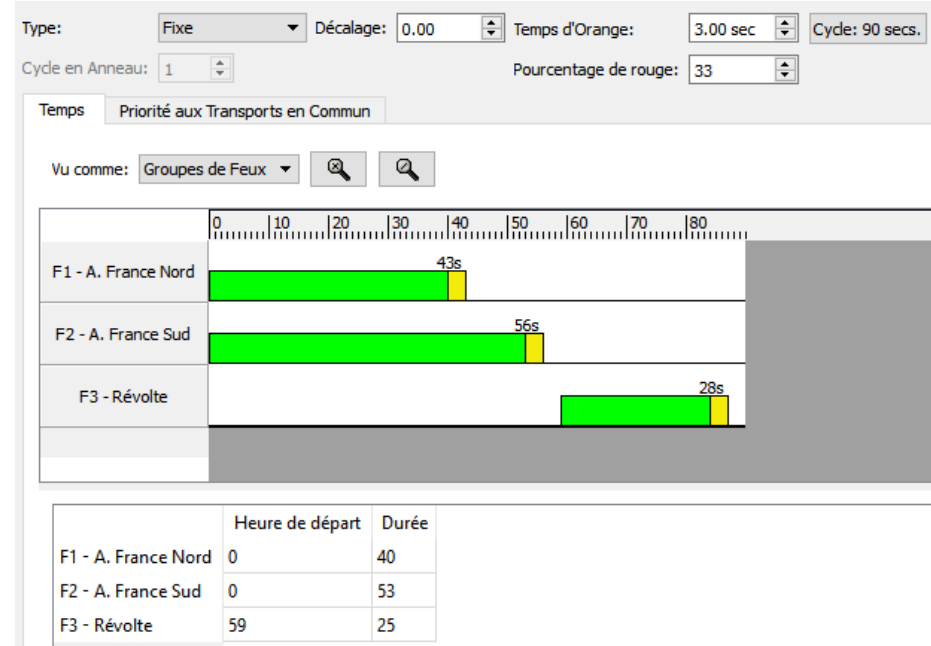 Type: Fixe Décalage: 0.00 Temps d'Orange: 3.00 sec Cycle: 90 secs.
Cycle en Anneau: 1 Pourcentage de rouge: 33
Temps Priorité aux Transports en Commun
Vu comme: Groupes de Feux
0 10 20 30 40 50 60 70 80
F1 - A. France Nord 43s
F2 - A. France Sud 56s
F3 - Révolte 28s
Heure de départ Durée
F1 - A. France Nord 0 40
F2 - A. France Sud 0 53
F3 - Révolte 59 25